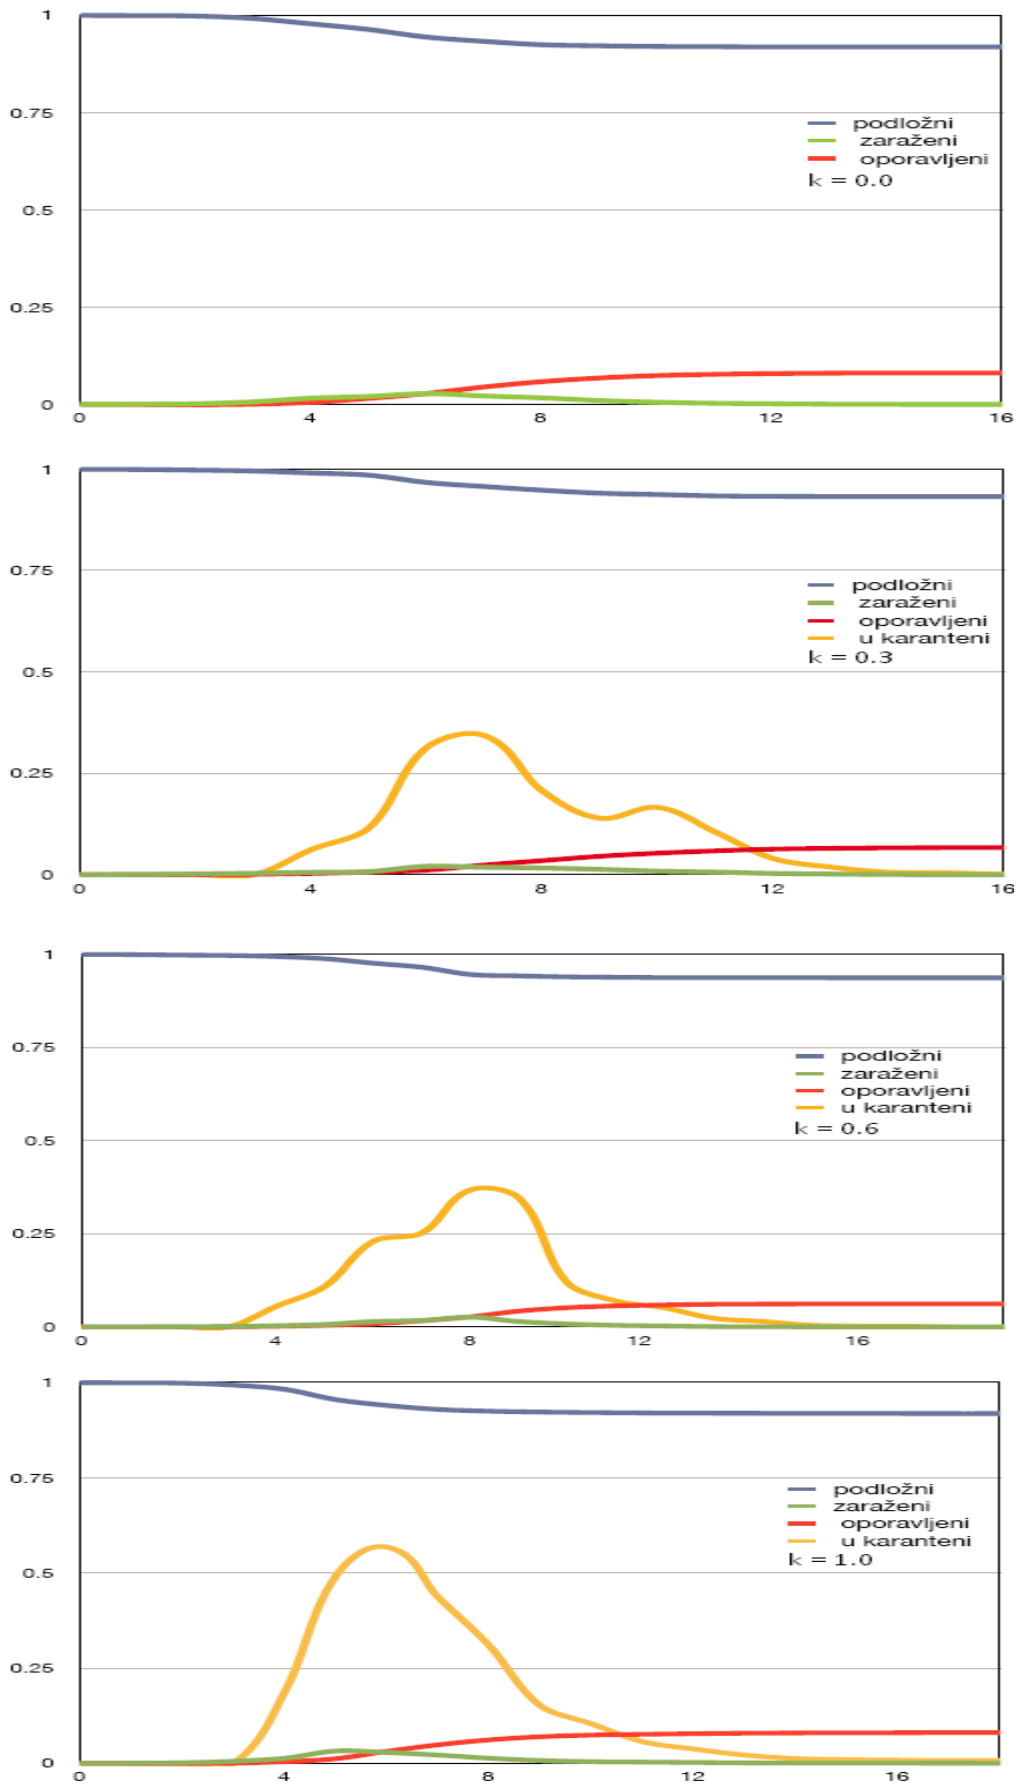 1
0.75
podložni
zaraženi
oporavljeni
k = 0.0
0.5
0.25
0
0 4 8 12 16
1
0.75
podložni
zaraženi
oporavljeni
u karanteni
k = 0.3
0.5
0.25
0
0 4 8 12 16
1
0.75
podložni
zaraženi
oporavljeni
u karanteni
k = 0.6
0.5
0.25
0
0 4 8 12 16
1
0.75
podložni
zaraženi
oporavljeni
u karanteni
k = 1.0
0.5
0.25
0
0 4 8 12 16